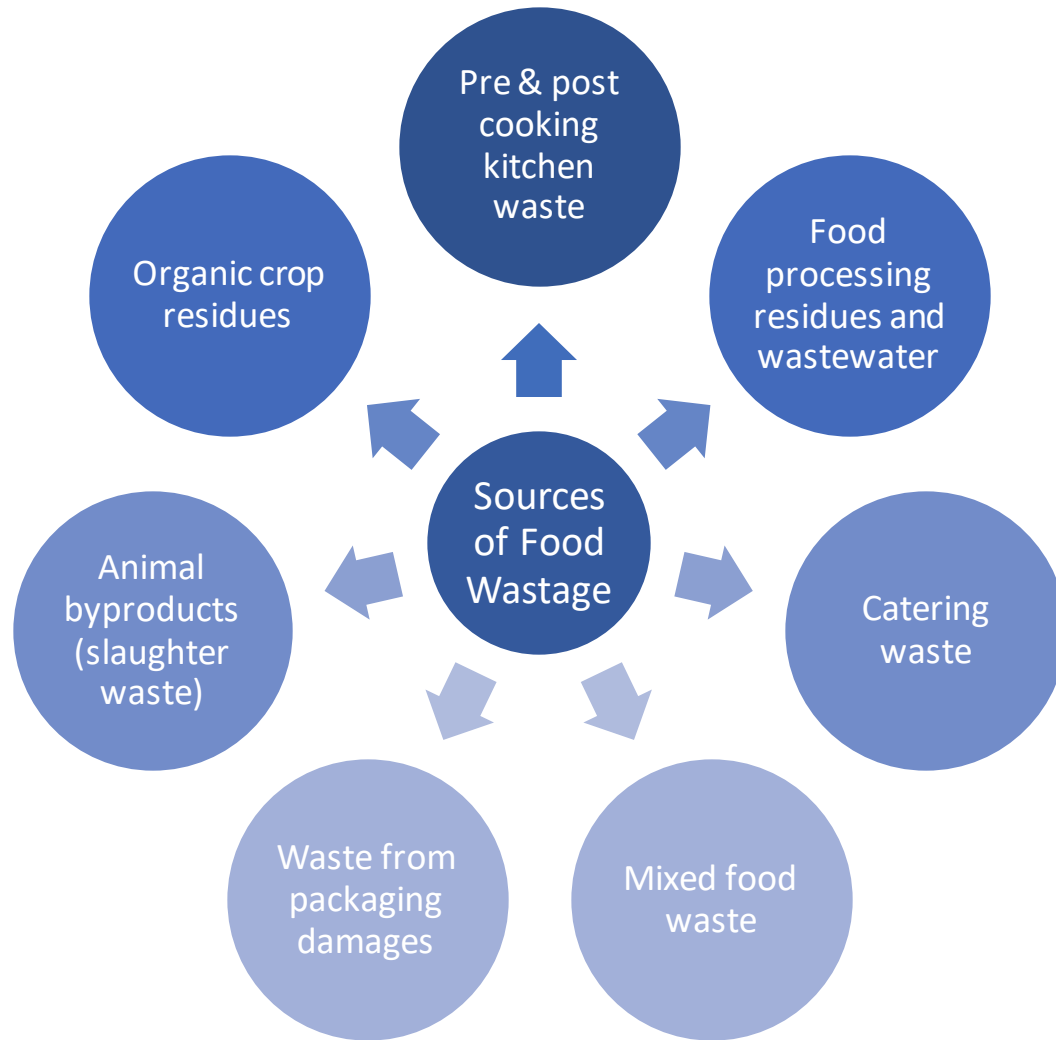 Pre & post
cooking
kitchen
waste
Food
processing
residues and
wastewater
Catering
waste
Mixed food
waste
Waste from
packaging
damages
Animal
byproducts
(slaughter
waste)
Organic crop
residues
Sources
of Food
Wastage